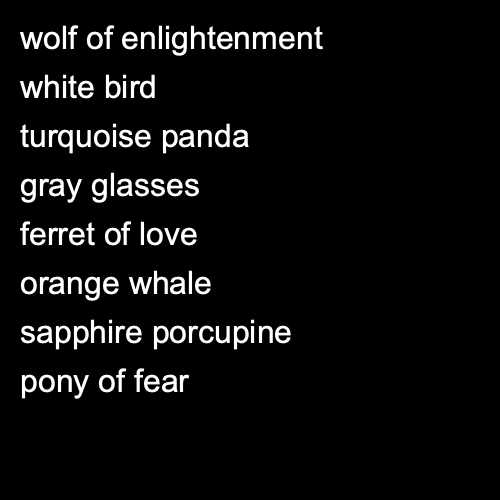 wolf of enlightenment
white bird
turquoise panda
gray glasses
ferret of love
orange whale
sapphire porcupine
pony of fear